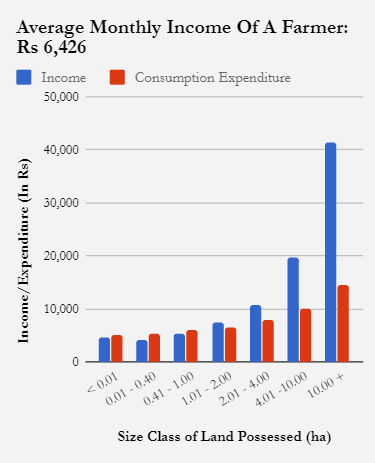 Average Monthly Income Of A Farmer:
Rs 6,426
Income Consumption Expenditure
50,000
40,000
30,000
20,000
10,000
0
Income/Expenditure (In Rs)
< 0.01
0.01 - 0.40
0.41 - 1.00
1.01 - 2.00
2.01 - 4.00
4.01 -10.00
10.00 +
Size Class of Land Possessed (ha)